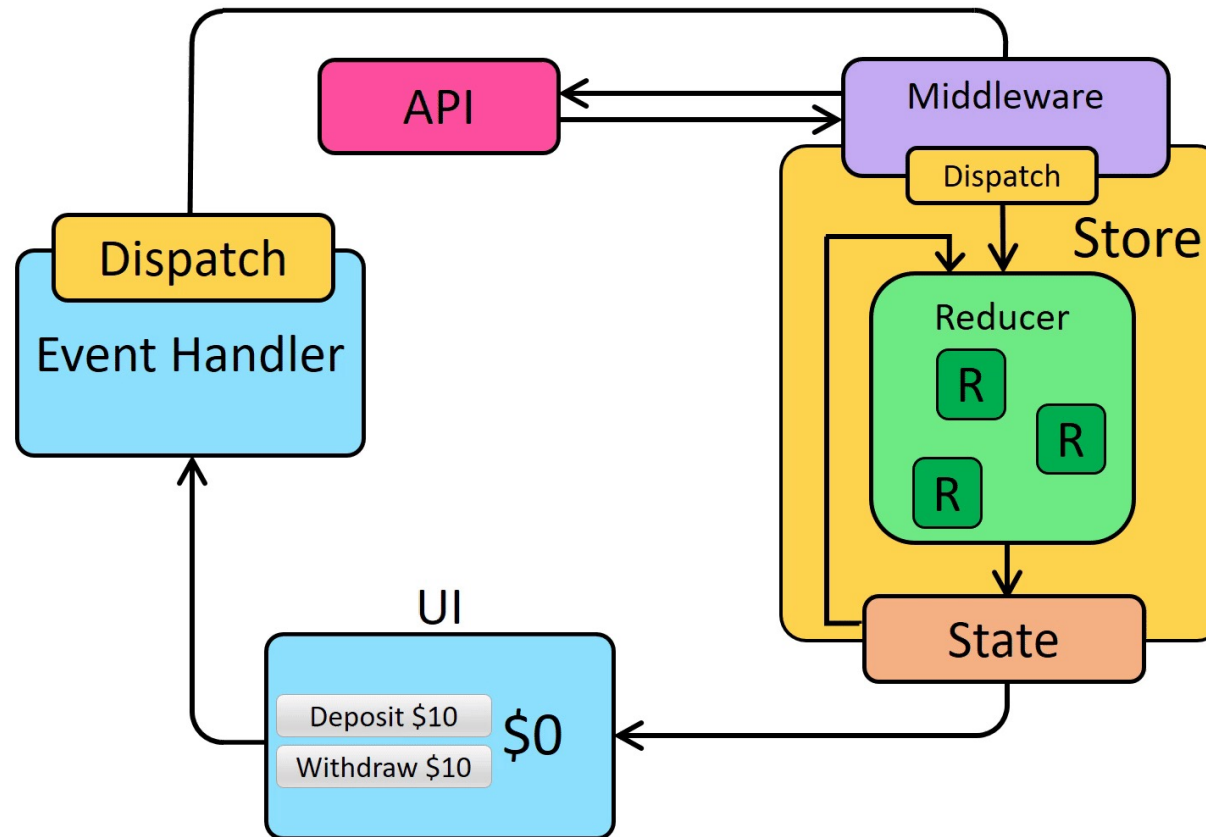 API
Middleware
Dispatch
Store
Dispatch
Event Handler
Reducer
R
R
R
UI
Deposit $10
Withdraw $10
$0
State